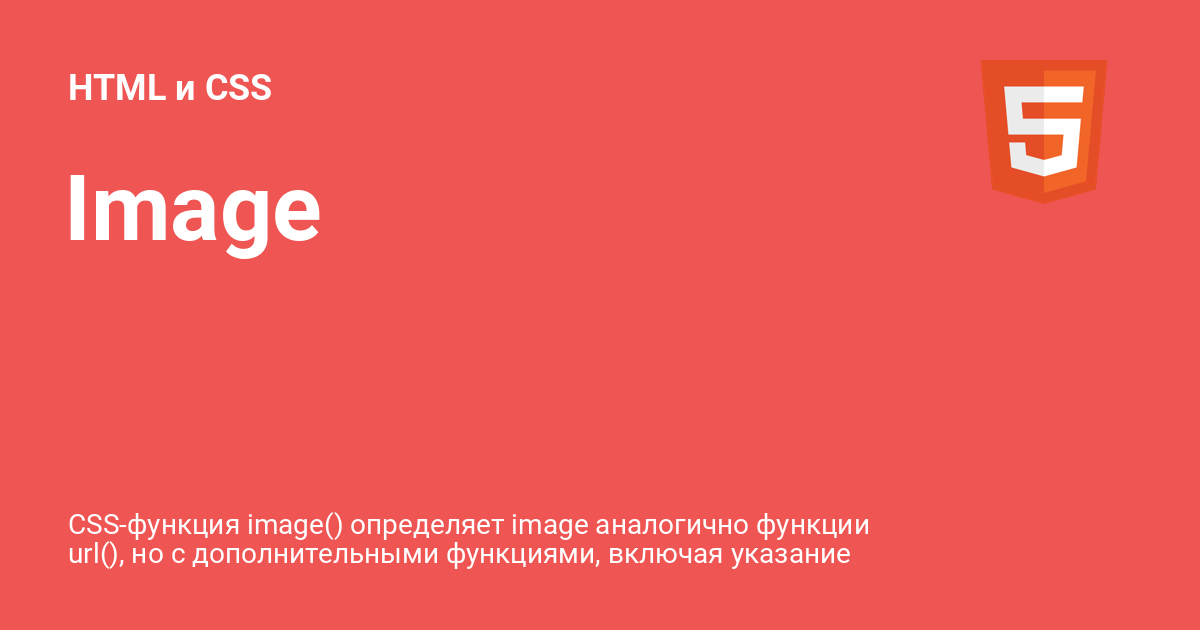 HTML и CSS
Image
CSS-функция image() определяет image аналогично функции
url(), но с дополнительными функциями, включая указание